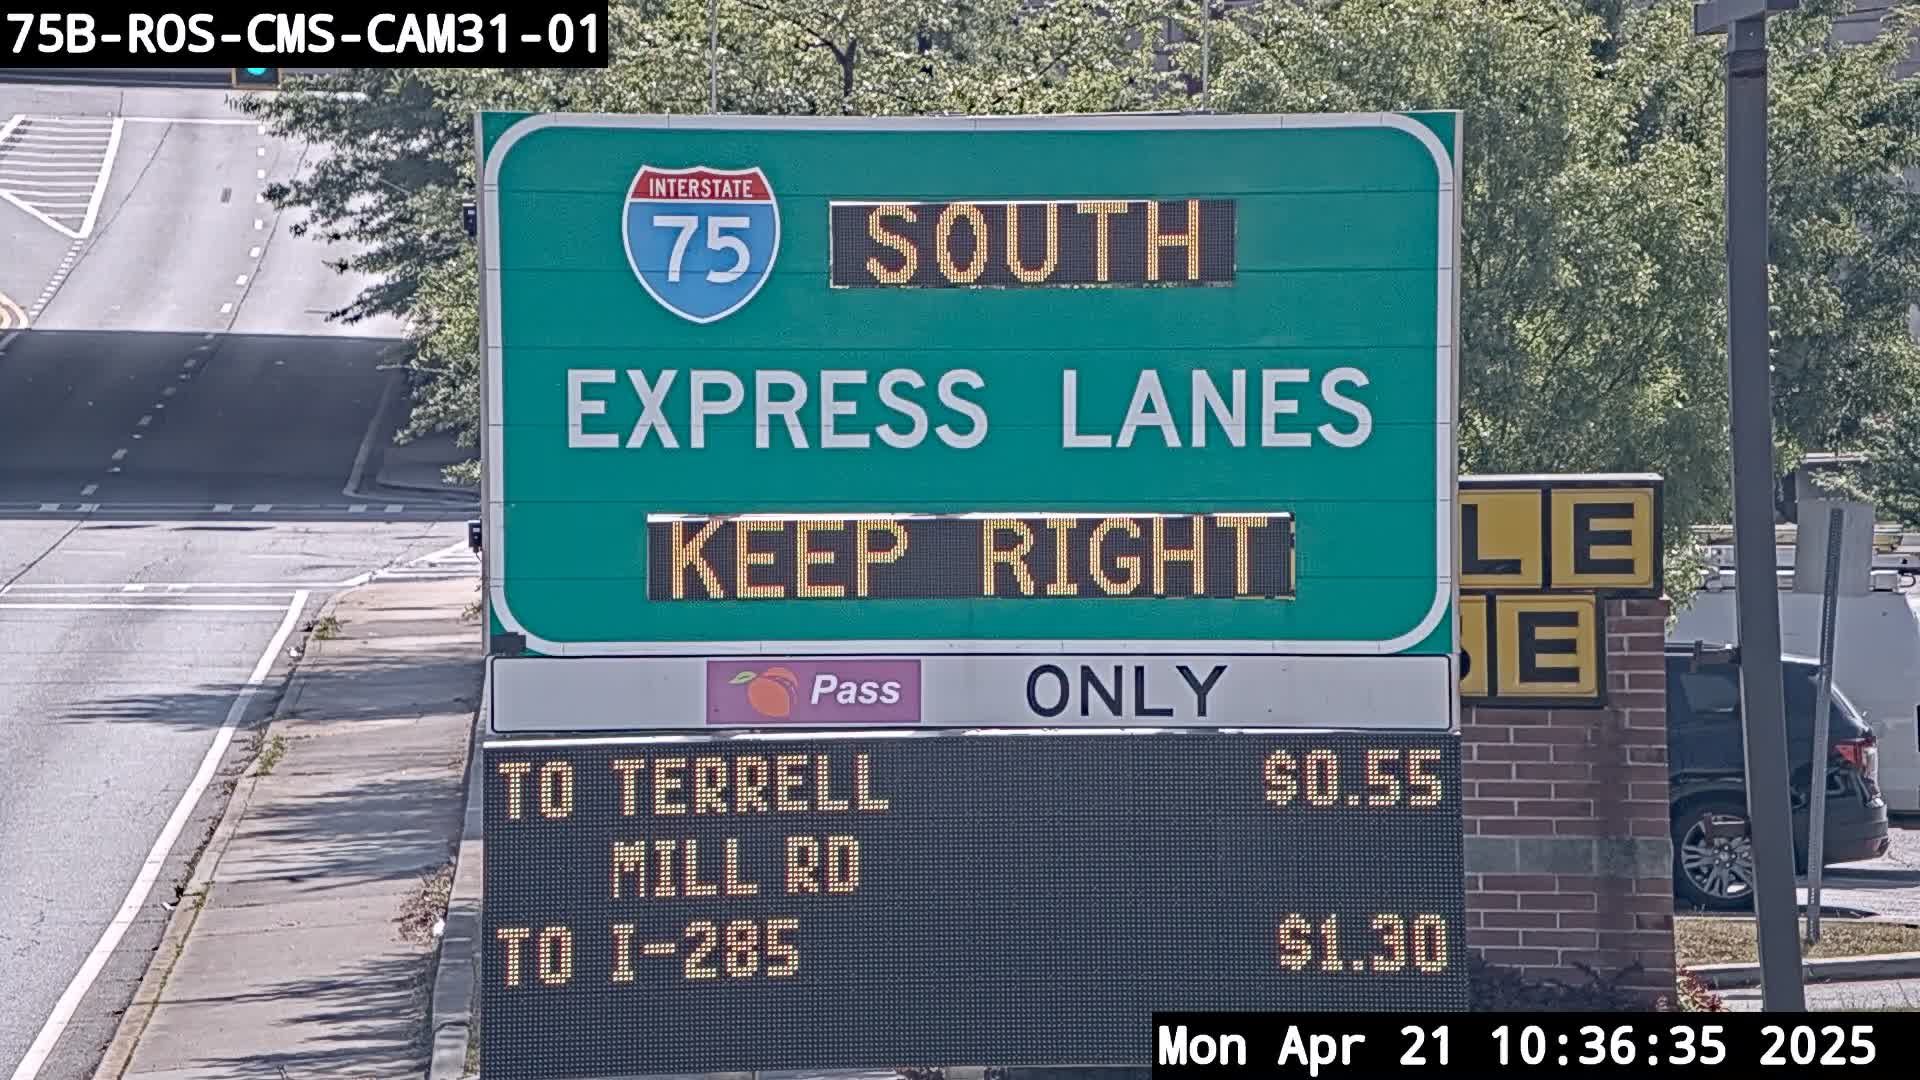 75B-ROS-CMS-CAM31-01
INTERSTATE
75
SOUTH
EXPRESS LANES
KEEP RIGHT
LE
E
Pass ONLY
TO TERRELL $0.55
MILL RD
TO I-285 $1.30
Mon Apr 21 10:36:35 2025